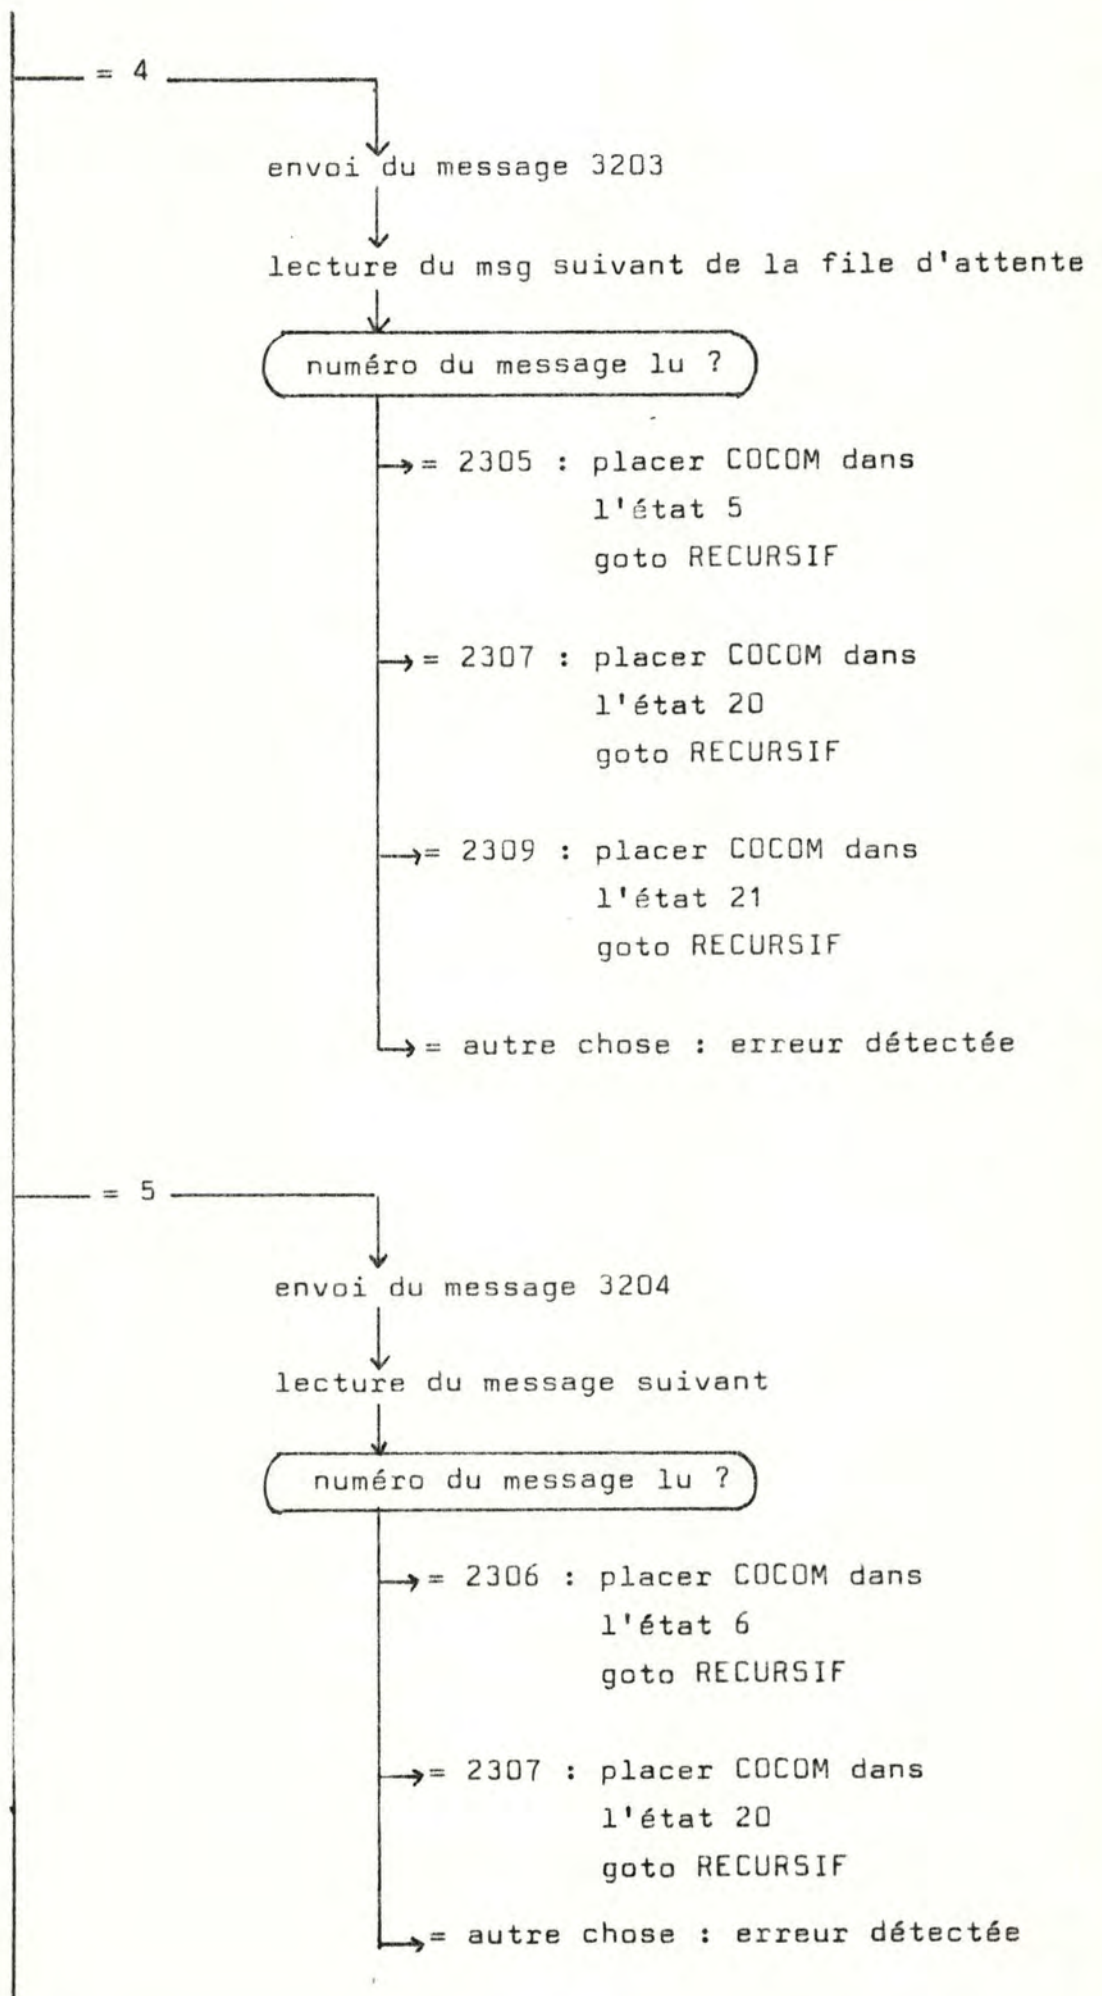 = 4
envoi du message 3203
lecture du msg suivant de la file d'attente
numéro du message lu ?
= 2305 : placer COCOM dans
l'état 5
goto RECURSIF
= 2307 : placer COCOM dans
l'état 20
goto RECURSIF
= 2309 : placer COCOM dans
l'état 21
goto RECURSIF
= autre chose : erreur détectée
= 5
envoi du message 3204
lecture du message suivant
numéro du message lu ?
= 2306 : placer COCOM dans
l'état 6
goto RECURSIF
= 2307 : placer COCOM dans
l'état 20
goto RECURSIF
= autre chose : erreur détectée